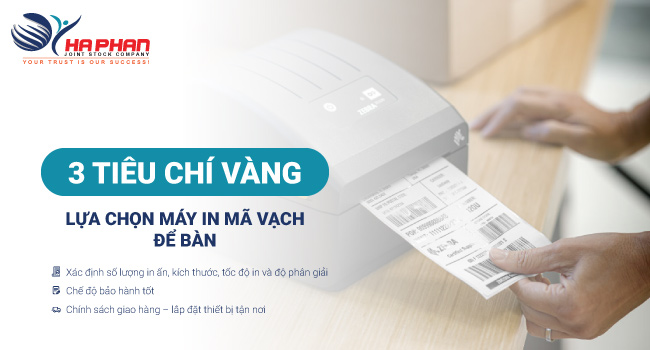 HA PHAN
JOINT STOCK COMPANY
YOUR TRUST IS OUR SUCCESS!
3 TIÊU CHÍ VÀNG
LỰA CHỌN MÁY IN MÃ VẠCH
ĐỂ BÀN
Xác định số lượng in ấn, kích thước, tốc độ in và độ phân giải
Chế độ bảo hành tốt
Chính sách giao hàng – lắp đặt thiết bị tận nơi
ZEBRA